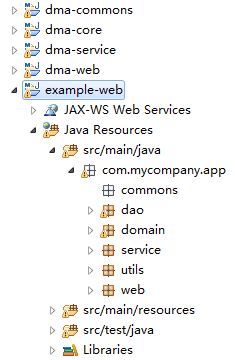 dma-commons
dma-core
dma-service
dma-web
example-web
JAX-WS Web Services
Java Resources
src/main/java
com.mycompany.app
commons
dao
domain
service
utils
web
src/main/resources
src/test/java
Libraries